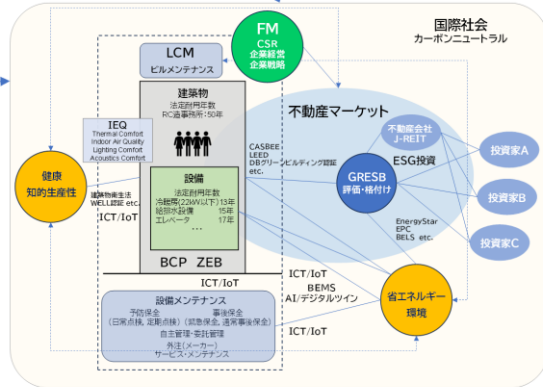 国際社会
カーボンニュートラル
FM
CSR
企業経営
企業戦略
LCM
ビルメンテナンス
建築物
法定耐用年数
RC造事務所:50年
不動産マーケット
不動産会社
J-REIT
IEQ
Thermal Comfort
Indoor Air Quality
Lighting Comfort
Acoustics Comfort
CASBEE
LEED
DBグリーンビルディング認証
etc.
ESG投資
投資家A
GRESB
評価・格付け
健康
知的生産性
設備
法定耐用年数
冷暖房(22kW以下)13年
給排水設備 15年
エレベータ 17年
…
建築物衛生法
WELL認証 etc.
ICT/IoT
投資家B
EnergyStar
EPC
BELS etc.
投資家C
BCP ZEB
ICT/IoT
ICT/IoT
BEMS
AI/デジタルツイン
省エネルギー
環境
設備メンテナンス
予防保全 事後保全
(日常点検, 定期点検) (緊急保全, 通常事後保全)
自主管理・委託管理
外注(メーカー)
サービス・メンテナンス
ICT/IoT